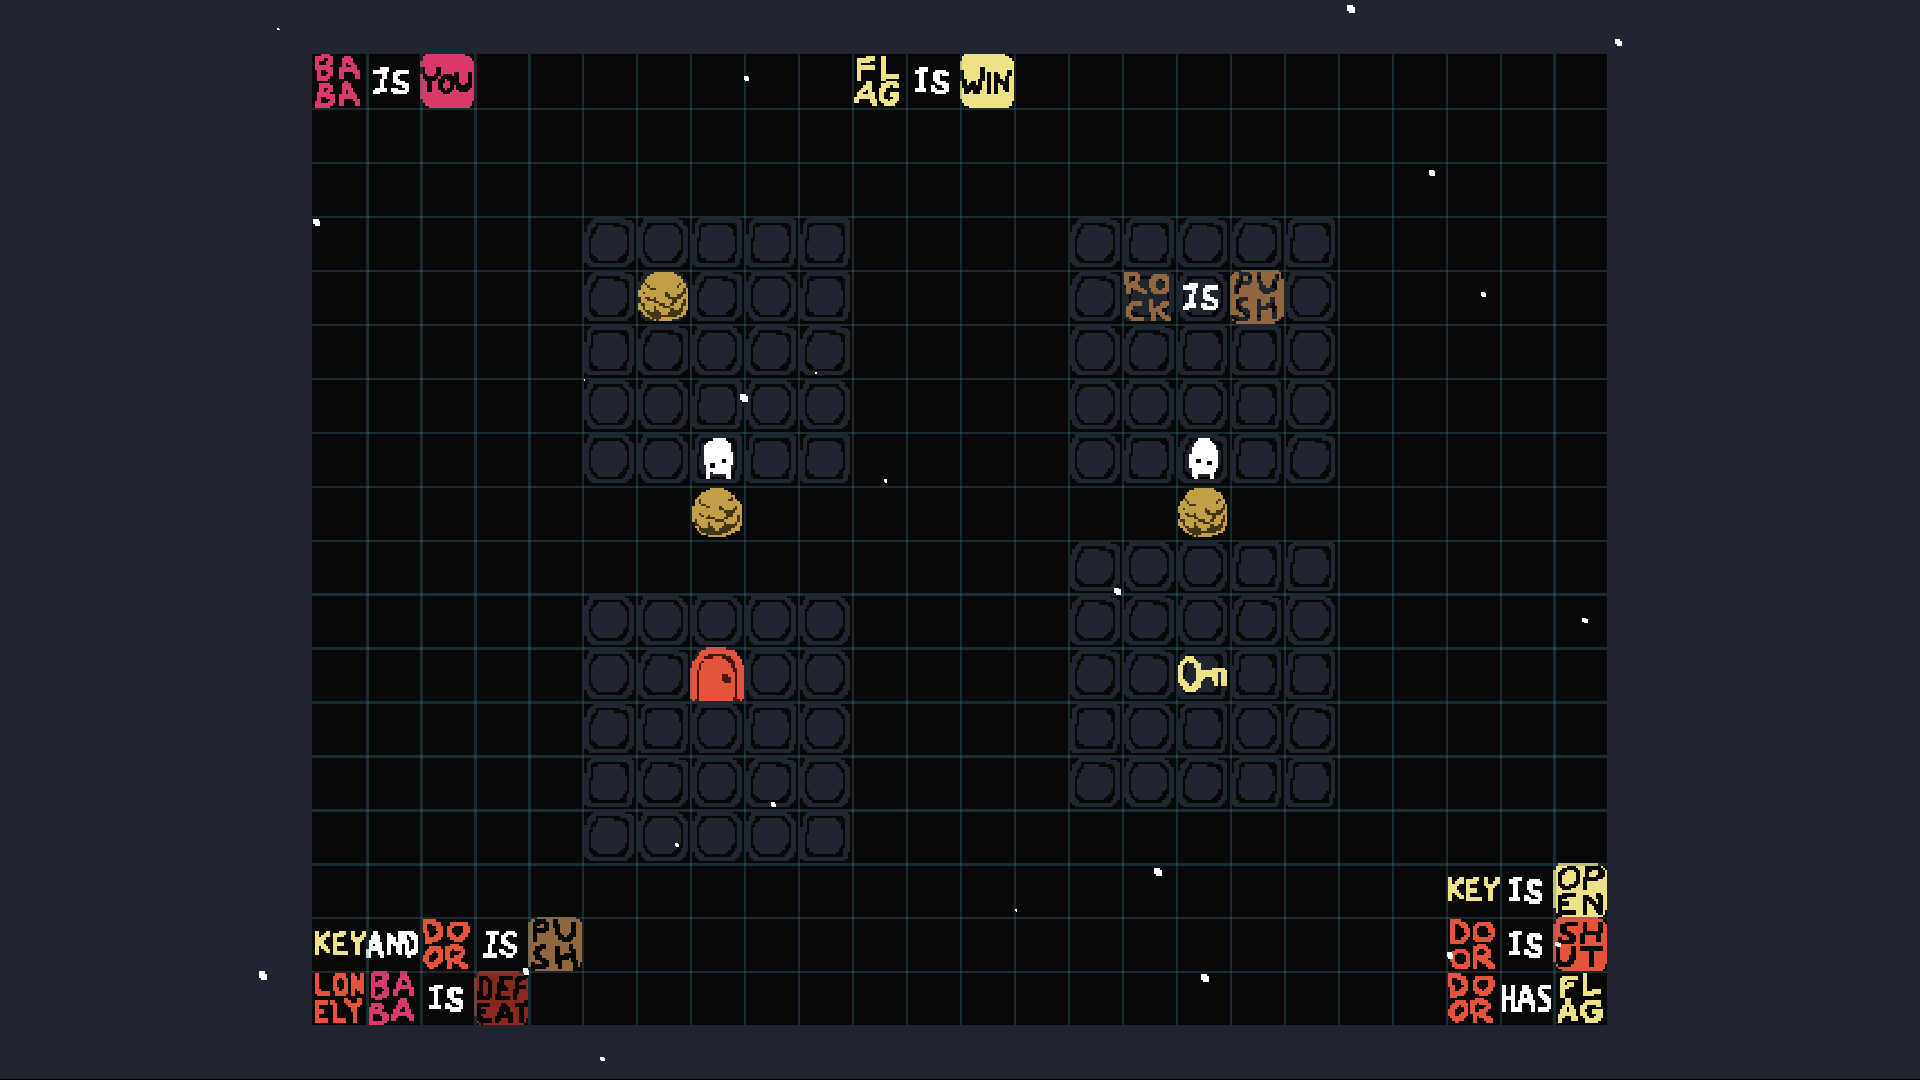 BABA IS YOU
FLAG IS WIN
ROCK IS PUSH
KEY IS OPEN
KEY AND DOOR IS PUSH
DOOR IS SHUT
LONELY BABA IS DEFEAT
DOOR HAS FLAG